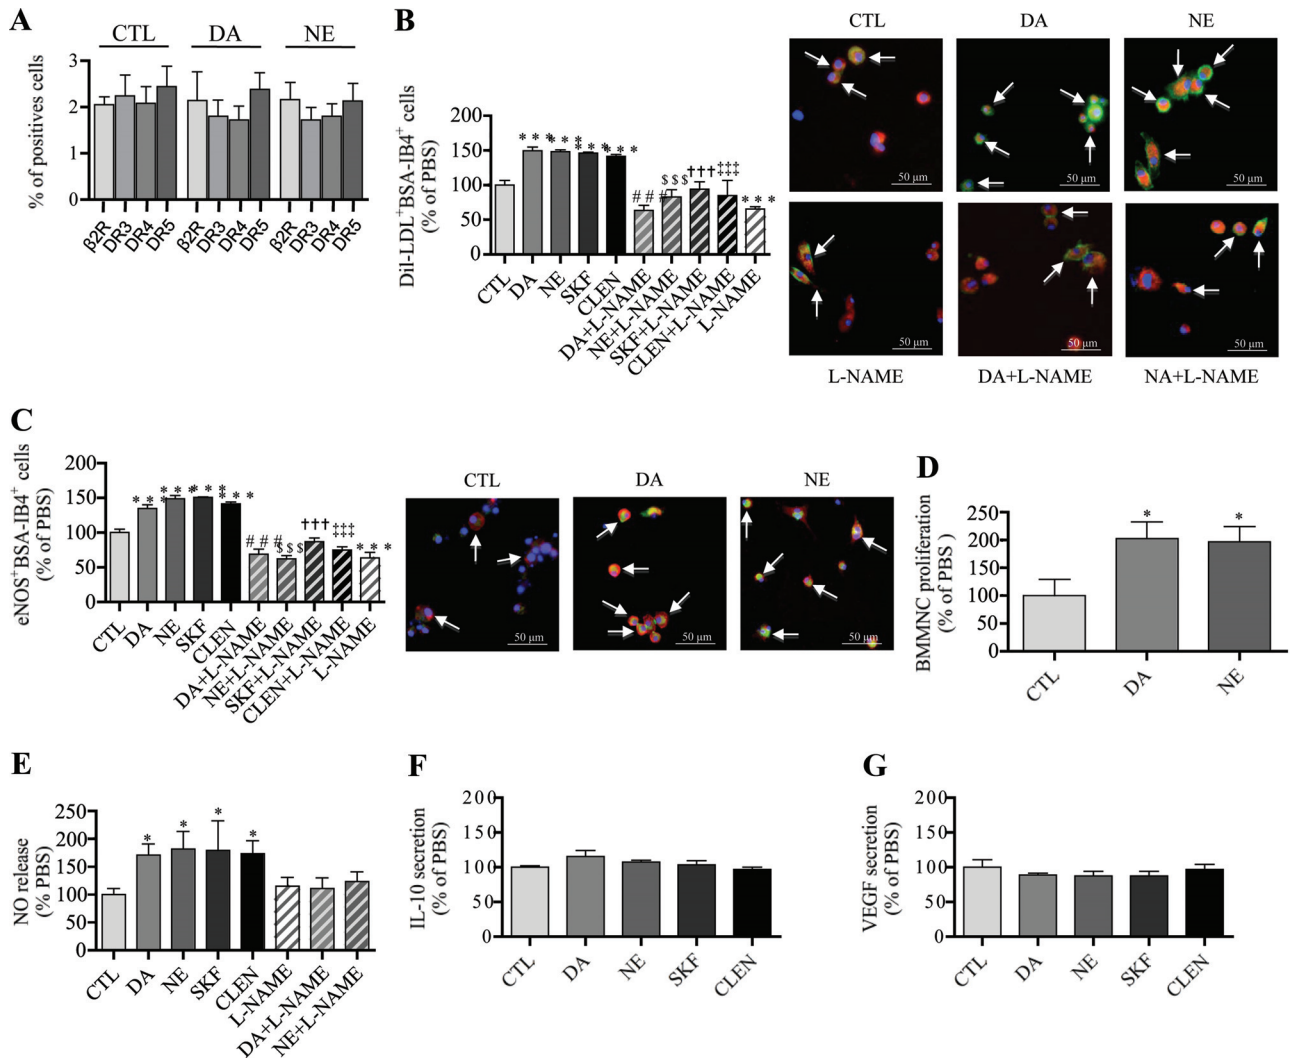 A
CTL DA NE
% of positives cells
3
2
1
0
β2R DR3 DR4 DR5 β2R DR3 DR4 DR5 β2R DR3 DR4 DR5
B
Dil-LDL⁺BSA-IB4⁺ cells
(% of PBS)
200
150
100
50
0
*** *** *** *** ### $$$ ††† ‡‡‡ ***
CTL DA NE SKF CLEN DA+L-NAME NE+L-NAME SKF+L-NAME CLEN+L-NAME L-NAME
CTL DA NE
50 µm 50 µm 50 µm
50 µm 50 µm 50 µm
L-NAME DA+L-NAME NA+L-NAME
C
eNOS⁺BSA-IB4⁺ cells
(% of PBS)
200
150
100
50
0
*** *** *** *** ### $$$ ††† ‡‡‡ ***
CTL DA NE SKF CLEN DA+L-NAME NE+L-NAME SKF+L-NAME CLEN+L-NAME L-NAME
CTL DA NE
50 µm 50 µm 50 µm
D
BMMNC proliferation
(% of PBS )
250
200
150
100
50
0
* *
CTL DA NE
E
NO release
(% PBS)
250
200
150
100
50
0
* * * *
CTL DA NE SKF CLEN L-NAME DA+L-NAME NE+L-NAME
F
IL-10 secretion
(% of PBS)
200
150
100
50
0
CTL DA NE SKF CLEN
G
VEGF secretion
(% of PBS)
200
150
100
50
0
CTL DA NE SKF CLEN